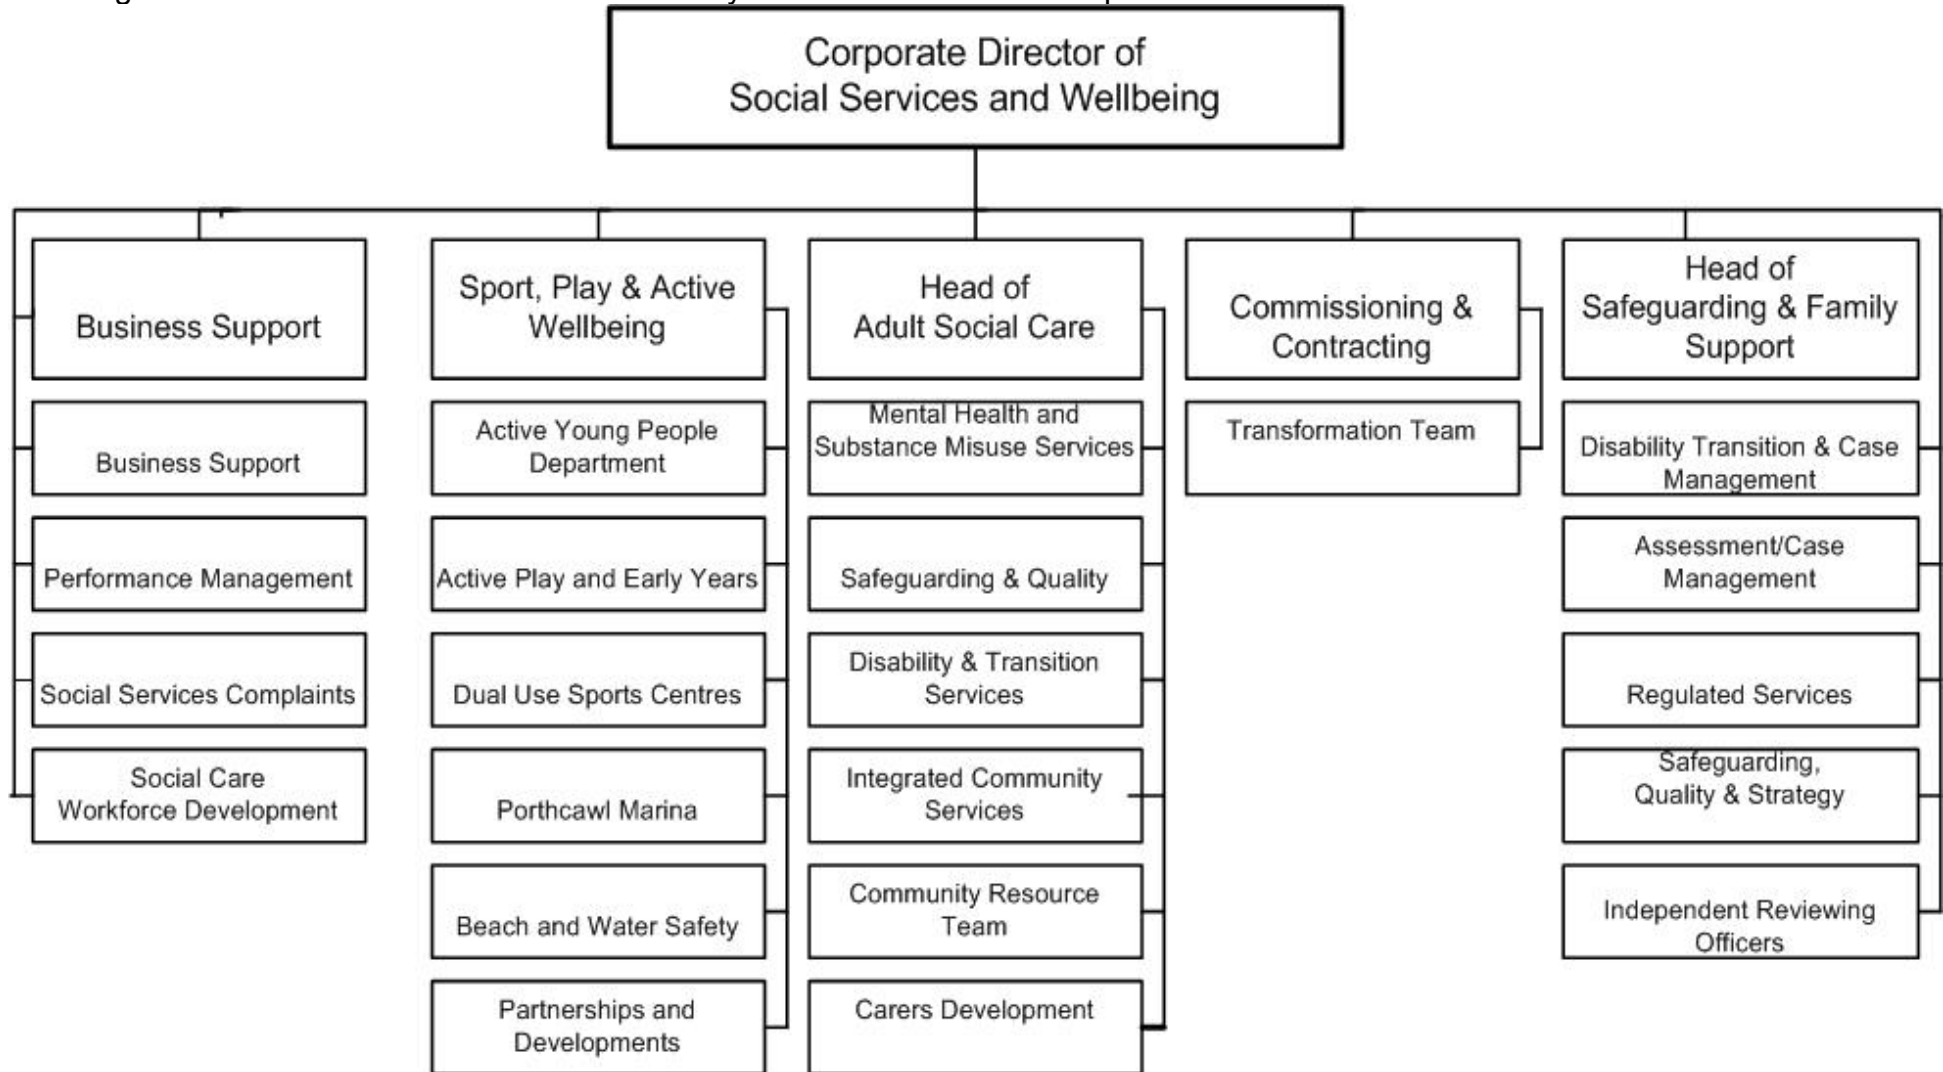 Corporate Director of
Social Services and Wellbeing
Business Support
Business Support
Performance Management
Social Services Complaints
Social Care
Workforce Development
Sport, Play & Active
Wellbeing
Active Young People
Department
Active Play and Early Years
Dual Use Sports Centres
Porthcawl Marina
Beach and Water Safety
Partnerships and
Developments
Head of
Adult Social Care
Mental Health and
Substance Misuse Services
Safeguarding & Quality
Disability & Transition
Services
Integrated Community
Services
Community Resource
Team
Carers Development
Commissioning &
Contracting
Transformation Team
Head of
Safeguarding & Family
Support
Disability Transition & Case
Management
Assessment/Case
Management
Regulated Services
Safeguarding,
Quality & Strategy
Independent Reviewing
Officers